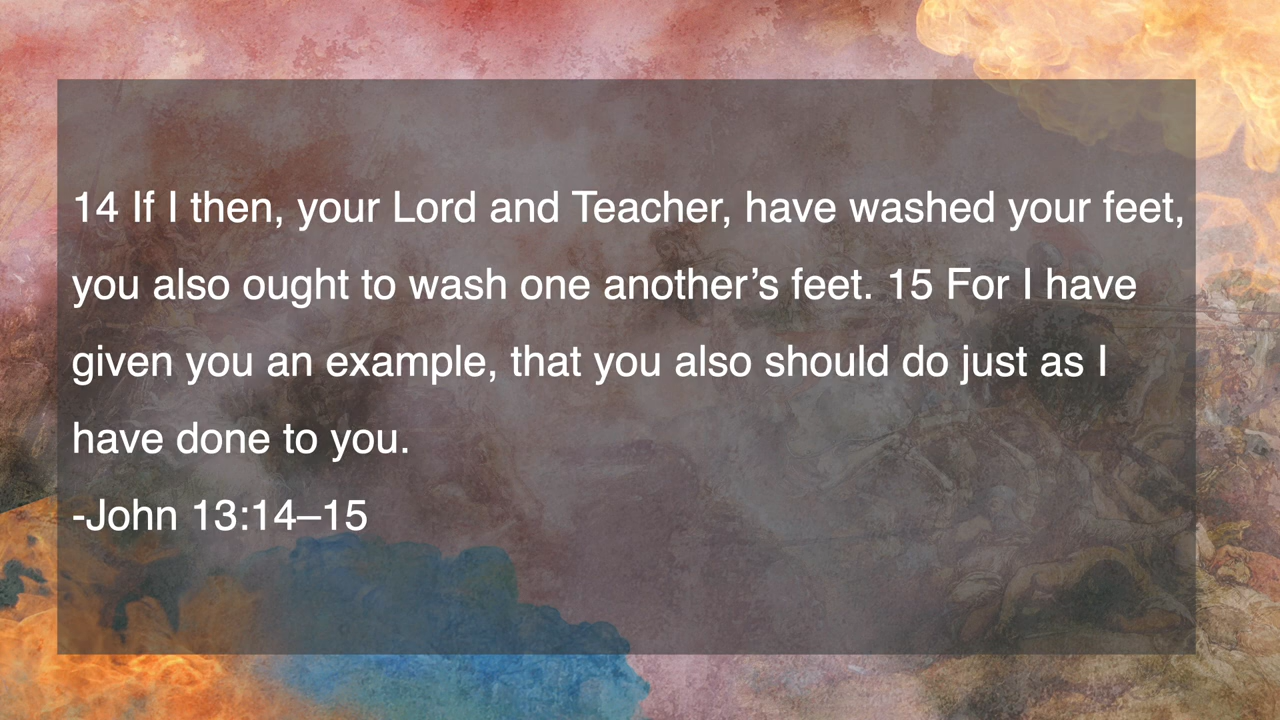 14 If I then, your Lord and Teacher, have washed your feet,
you also ought to wash one another’s feet. 15 For I have
given you an example, that you also should do just as I
have done to you.
-John 13:14–15